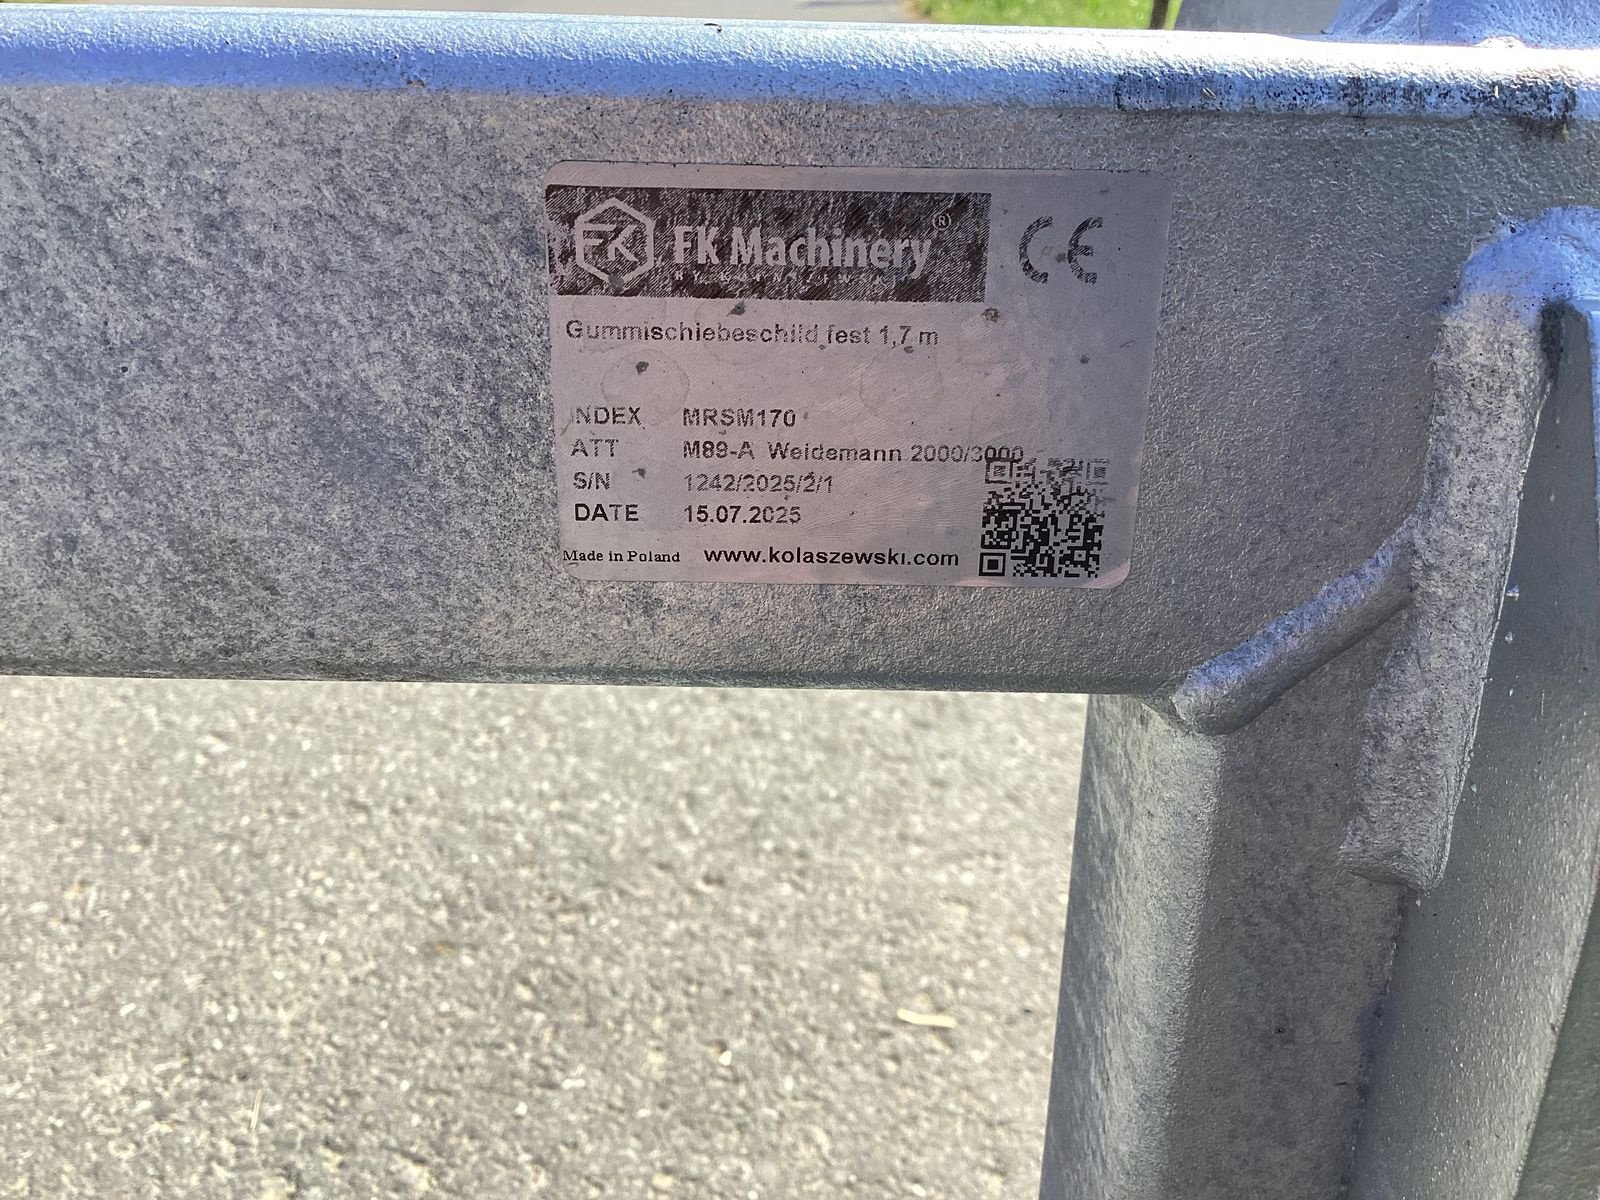 FK FK Machinery® CE
Gummischiebeschild fest 1,7 m
INDEX MRSM170
ATT M89-A Weidemann 2000/3000
S/N 1242/2025/2/1
DATE 15.07.2025
Made in Poland www.kolaszewski.com